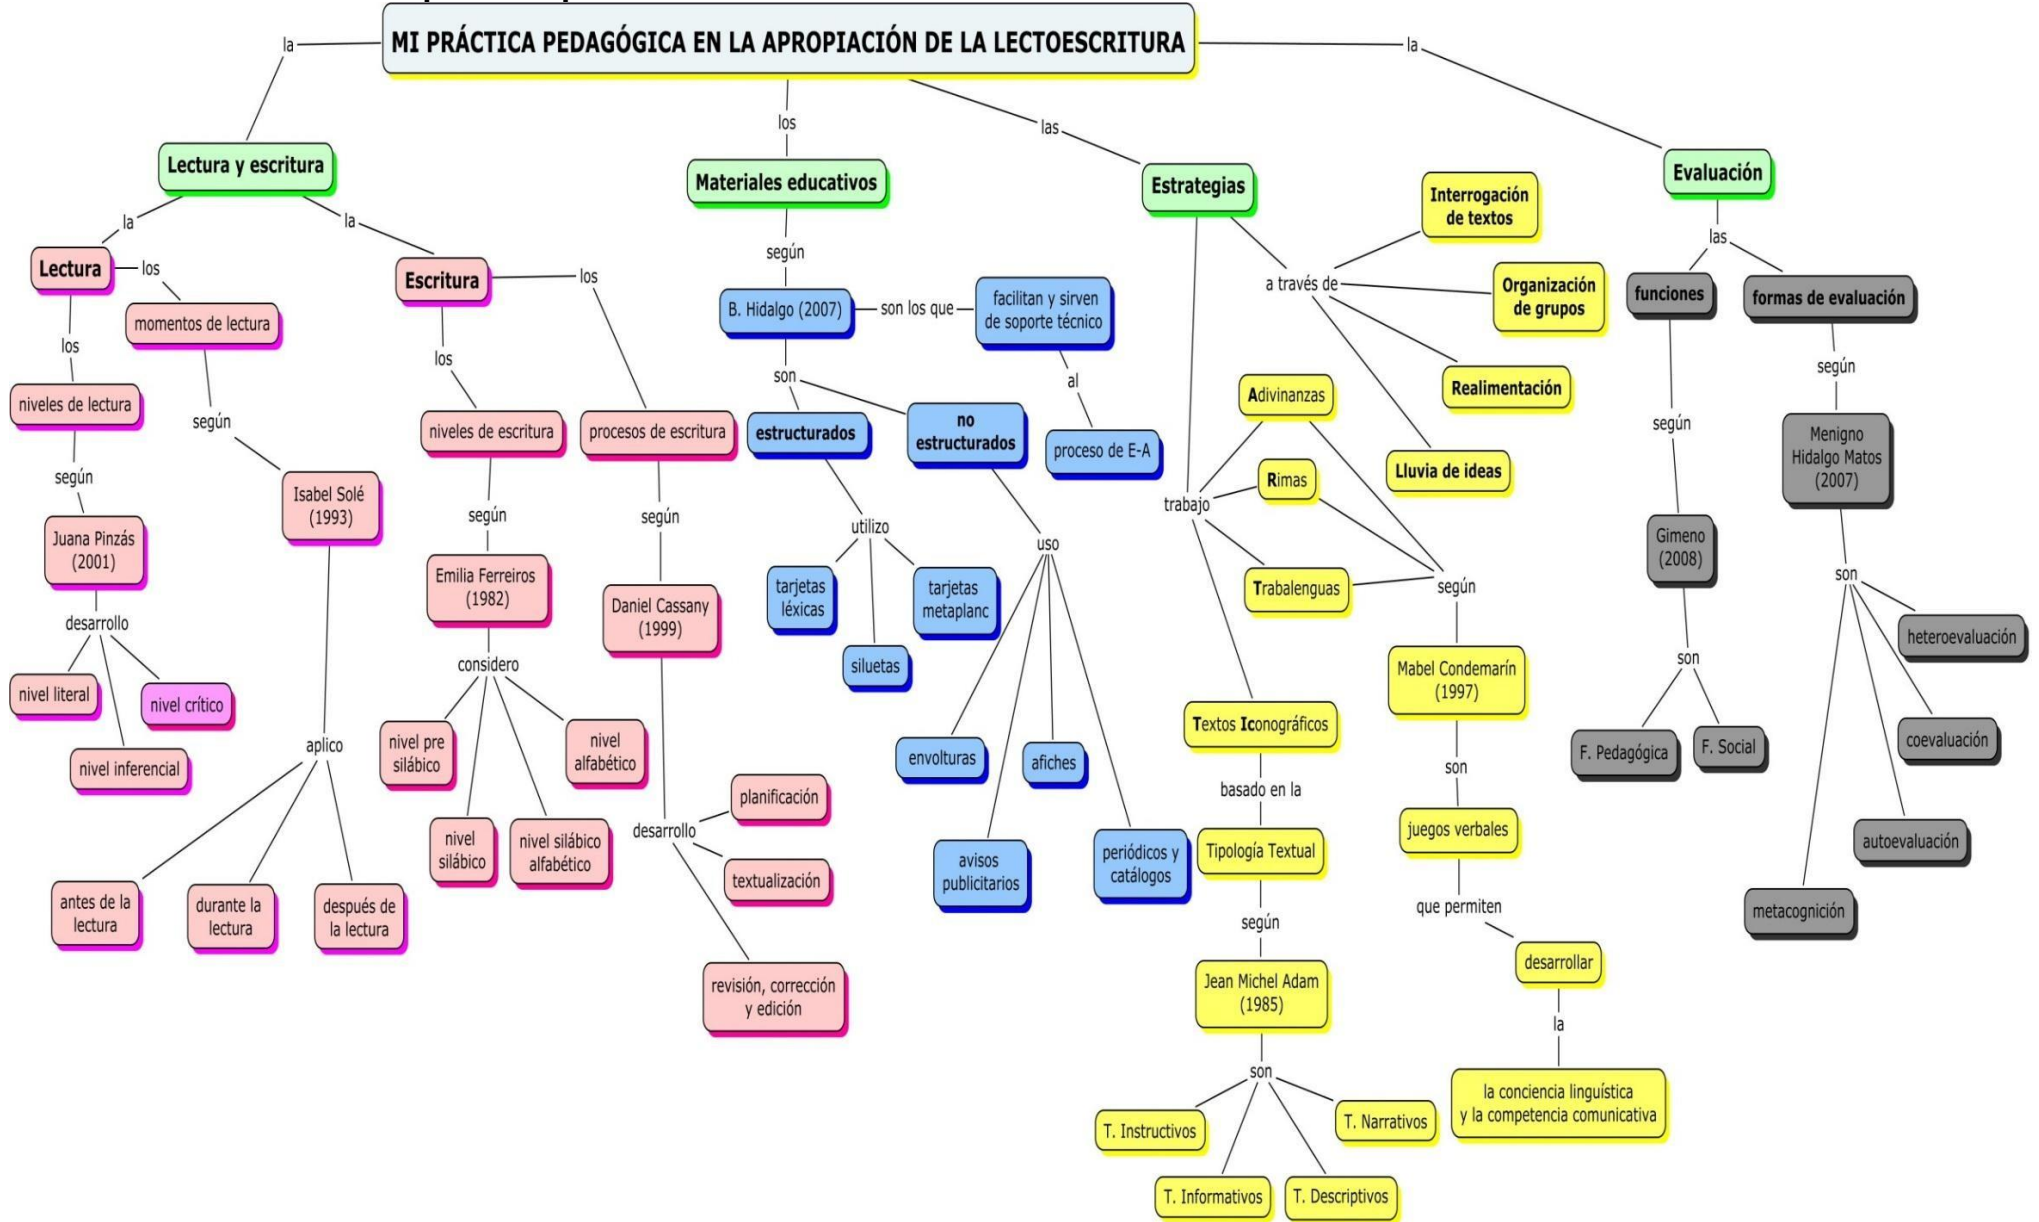 MI PRÁCTICA PEDAGÓGICA EN LA APROPIACIÓN DE LA LECTOESCRITURA
la
Lectura y escritura
la
Lectura
los
niveles de lectura
según
Juana Pinzás
(2001)
desarrollo
nivel literal
nivel inferencial
nivel crítico
los
momentos de lectura
según
Isabel Solé
(1993)
aplico
antes de la
lectura
durante la
lectura
después de
la lectura
la
Escritura
los
niveles de escritura
según
Emilia Ferreiros
(1982)
considero
nivel pre
silábico
nivel
silábico
nivel silábico
alfabético
nivel
alfabético
los
procesos de escritura
según
Daniel Cassany
(1999)
desarrollo
planificación
textualización
revisión, corrección
y edición
los
Materiales educativos
según
B. Hidalgo (2007)
son los que
facilitan y sirven
de soporte técnico
al
proceso de E-A
son
estructurados
utilizo
tarjetas
léxicas
siluetas
tarjetas
metaplanc
no
estructurados
uso
envolturas
avisos
publicitarios
afiches
periódicos y
catálogos
las
Estrategias
a través de
Interrogación
de textos
Organización
de grupos
Realimentación
Lluvia de ideas
trabajo
Adivinanzas
Rimas
Trabalenguas
según
Mabel Condemarín
(1997)
son
juegos verbales
que permiten
desarrollar
la
la conciencia linguística
y la competencia comunicativa
Textos Iconográficos
basado en la
Tipología Textual
según
Jean Michel Adam
(1985)
son
T. Instructivos
T. Informativos
T. Descriptivos
T. Narrativos
la
Evaluación
las
funciones
según
Gimeno
(2008)
son
F. Pedagógica
F. Social
formas de evaluación
según
Menigno
Hidalgo Matos
(2007)
son
heteroevaluación
coevaluación
autoevaluación
metacognición